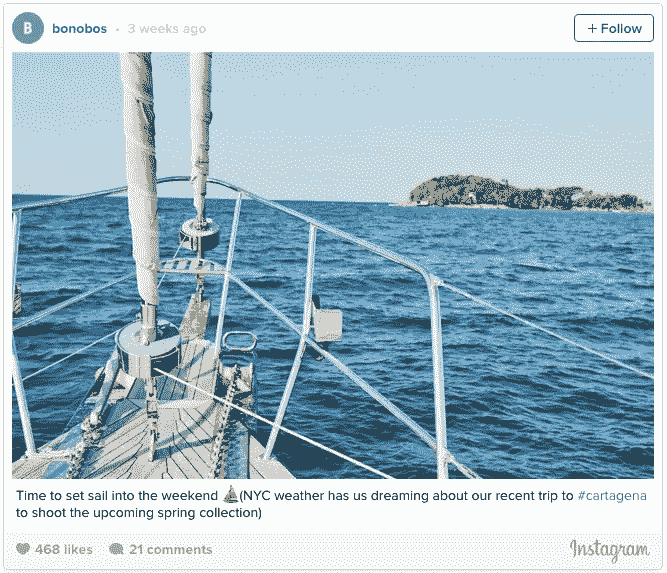 B bonobos • 3 weeks ago + Follow
Time to set sail into the weekend ⛵(NYC weather has us dreaming about our recent trip to #cartagena
to shoot the upcoming spring collection)
468 likes 21 comments Instagram